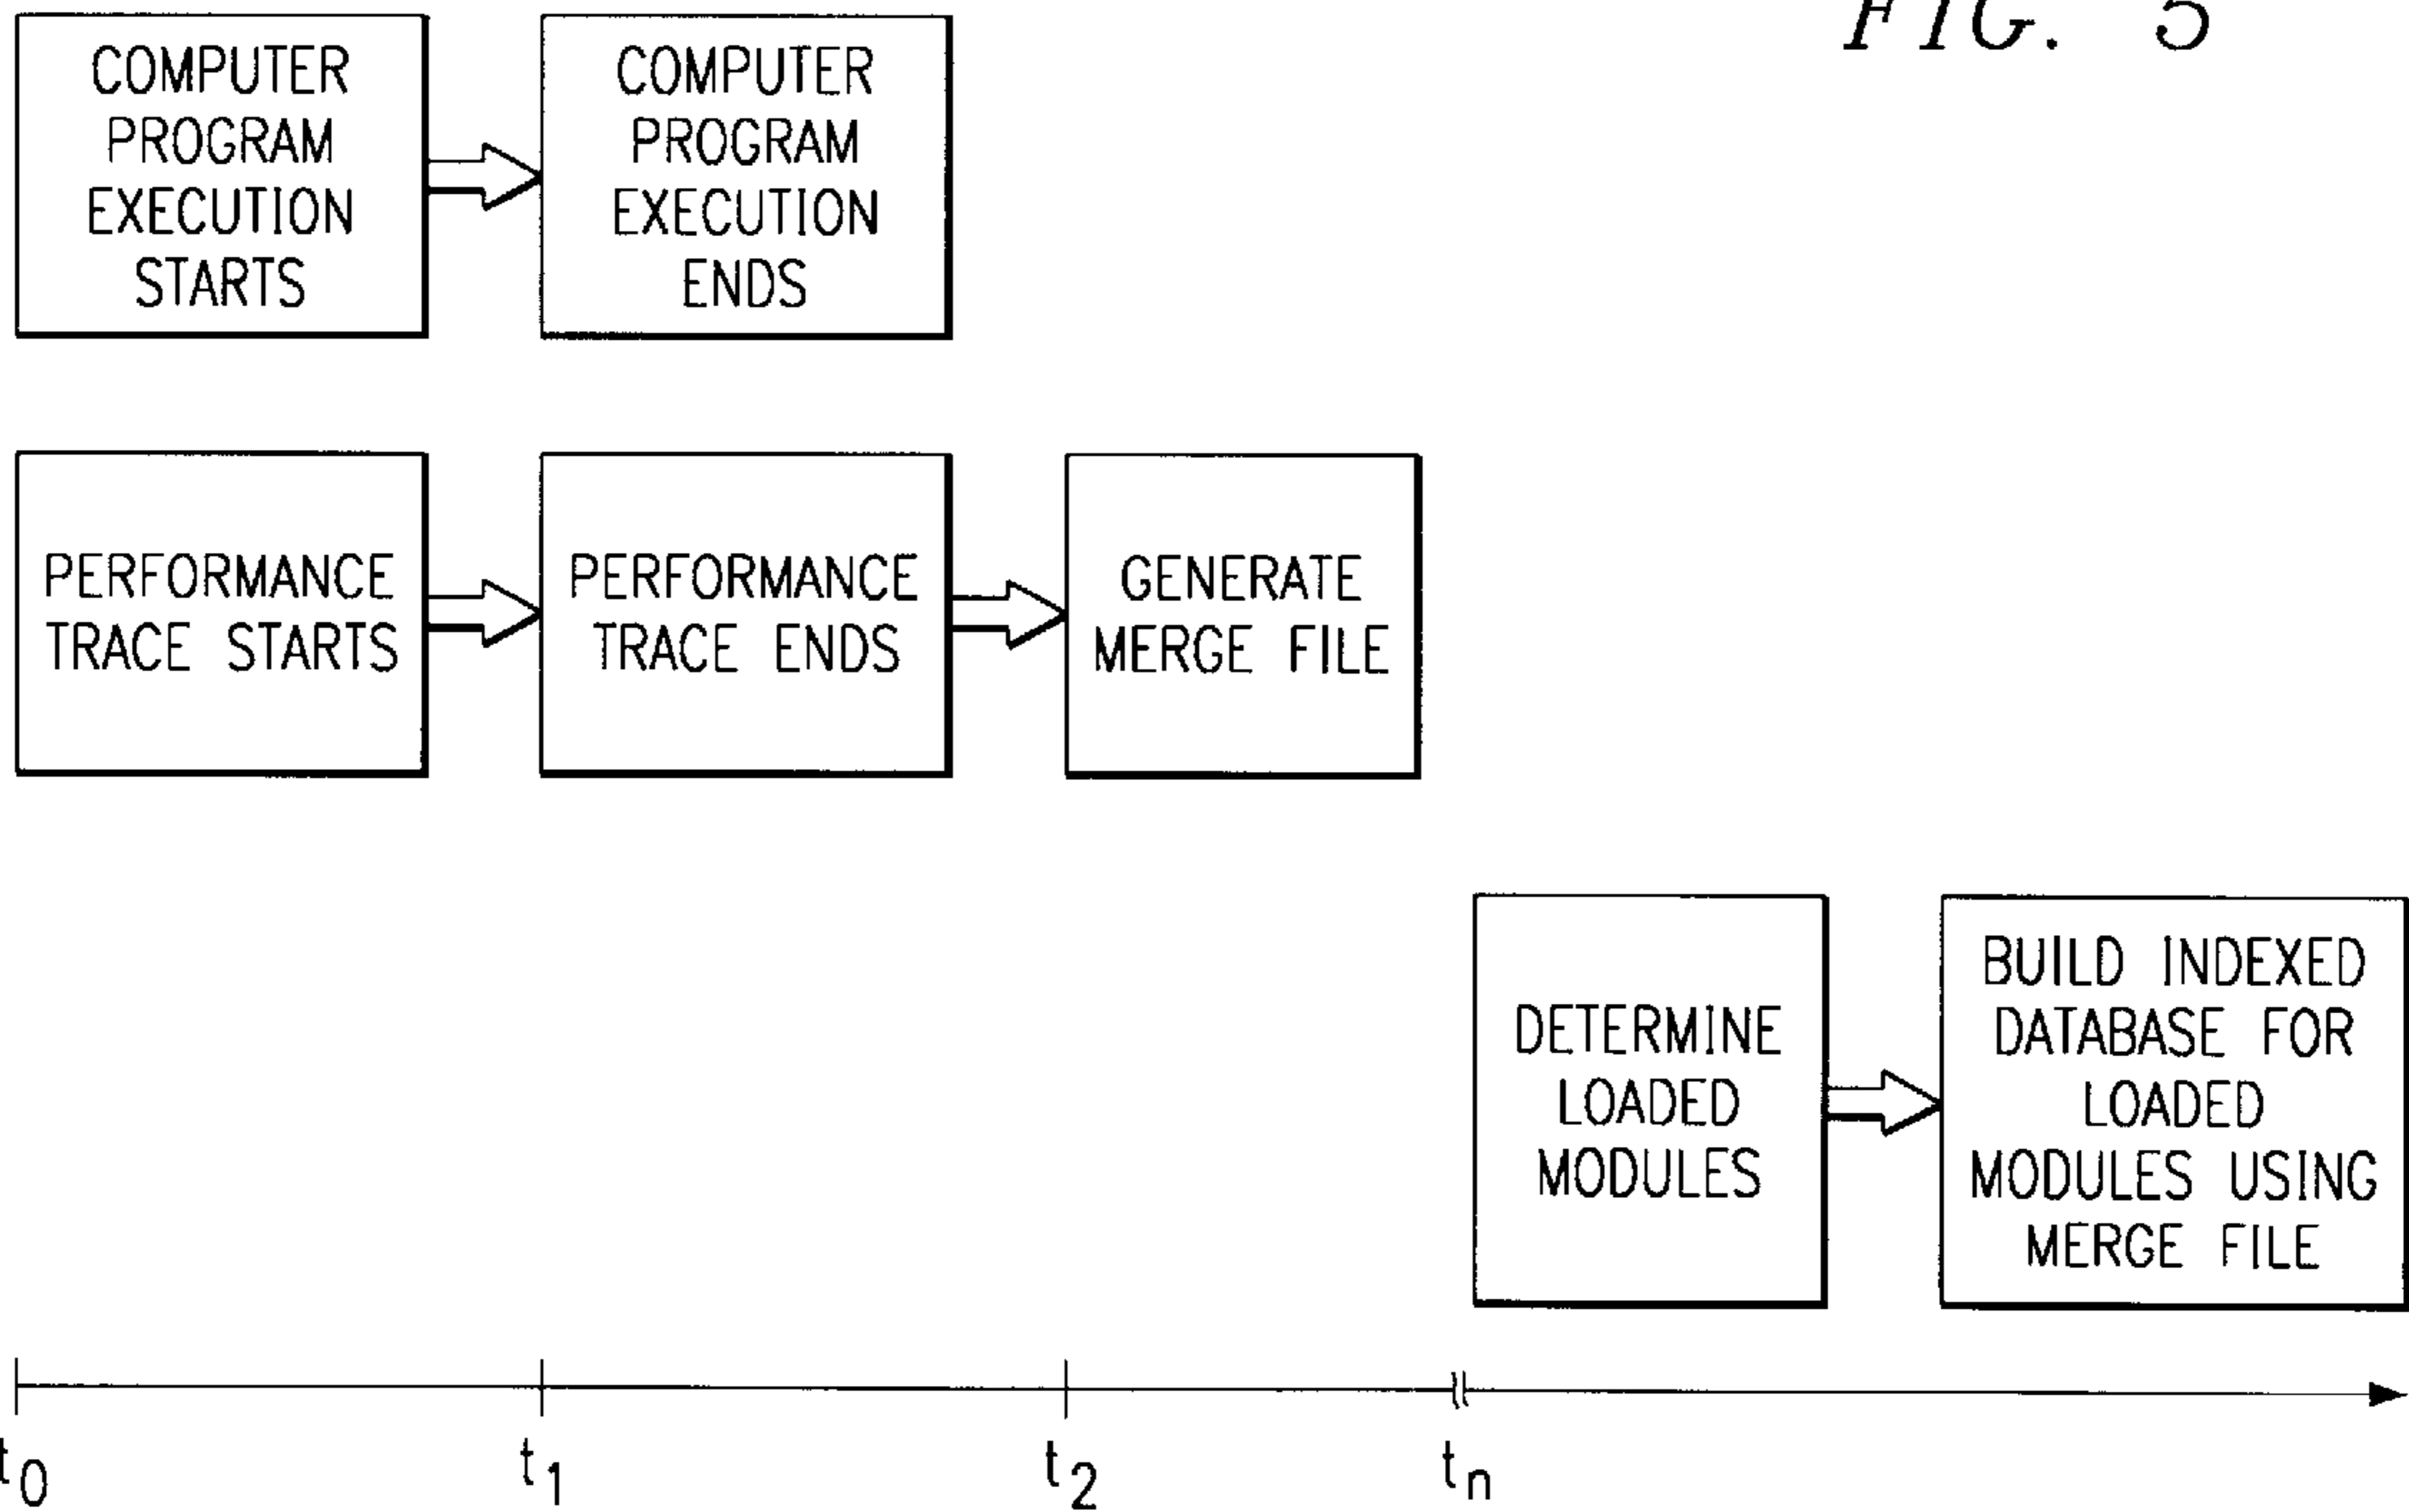 FIG. 5
COMPUTER
PROGRAM
EXECUTION
STARTS
COMPUTER
PROGRAM
EXECUTION
ENDS
PERFORMANCE
TRACE STARTS
PERFORMANCE
TRACE ENDS
GENERATE
MERGE FILE
DETERMINE
LOADED
MODULES
BUILD INDEXED
DATABASE FOR
LOADED
MODULES USING
MERGE FILE
t0
t1
t2
tn